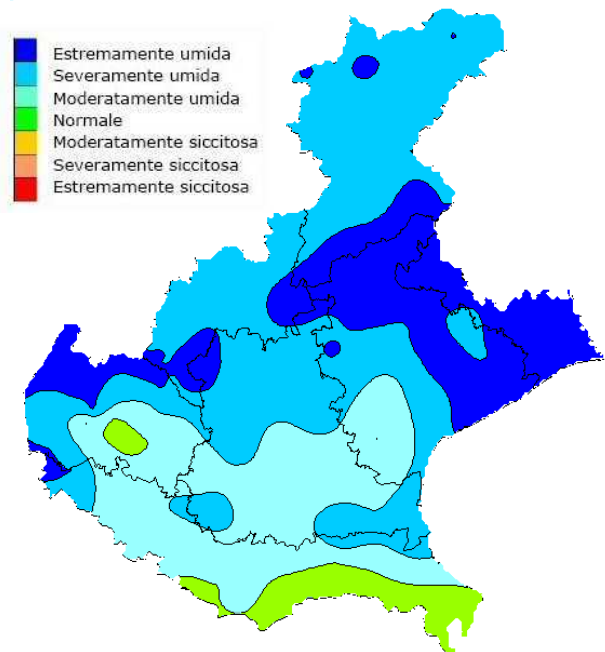 Estremamente umida
Severamente umida
Moderatamente umida
Normale
Moderatamente siccitosa
Severamente siccitosa
Estremamente siccitosa